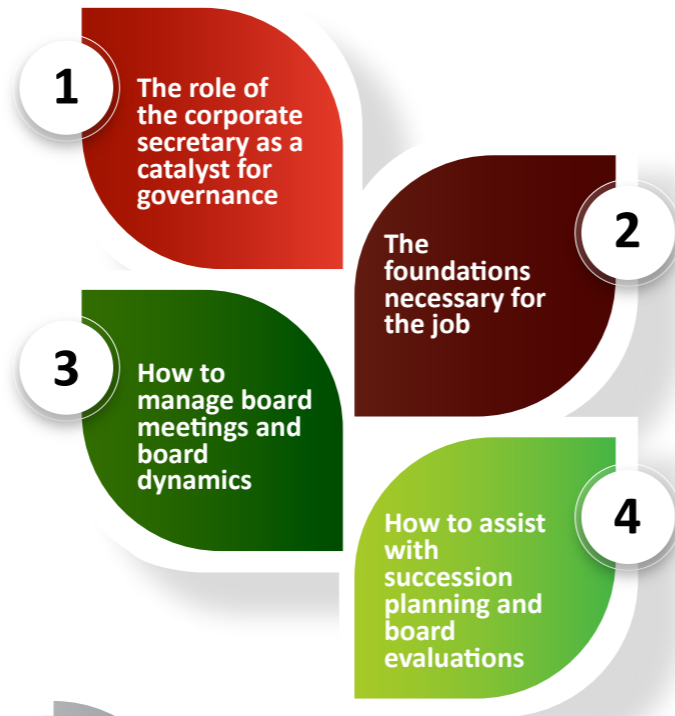 1
The role of
the corporate
secretary as a
catalyst for
governance
2
The
foundations
necessary for
the job
3
How to
manage board
meetings and
board
dynamics
4
How to assist
with
succession
planning and
board
evaluations